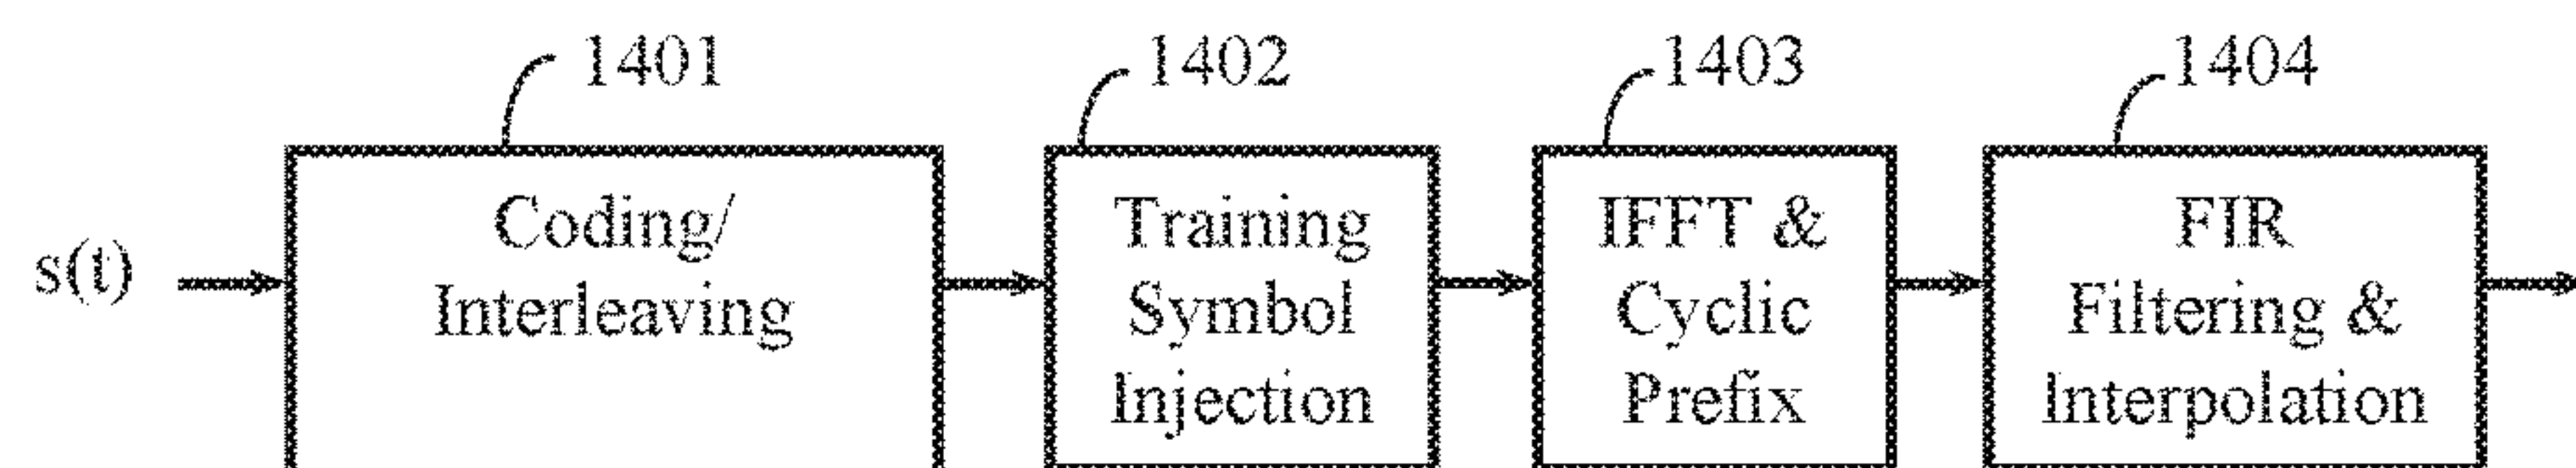 1401
1402
1403
1404
s(t)
Coding/
Interleaving
Training
Symbol
Injection
IFFT &
Cyclic
Prefix
FIR
Filtering &
Interpolation